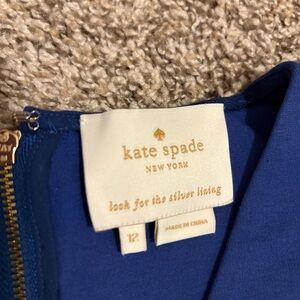 kate spade
NEW YORK
look for the silver lining
12
MADE IN CHINA